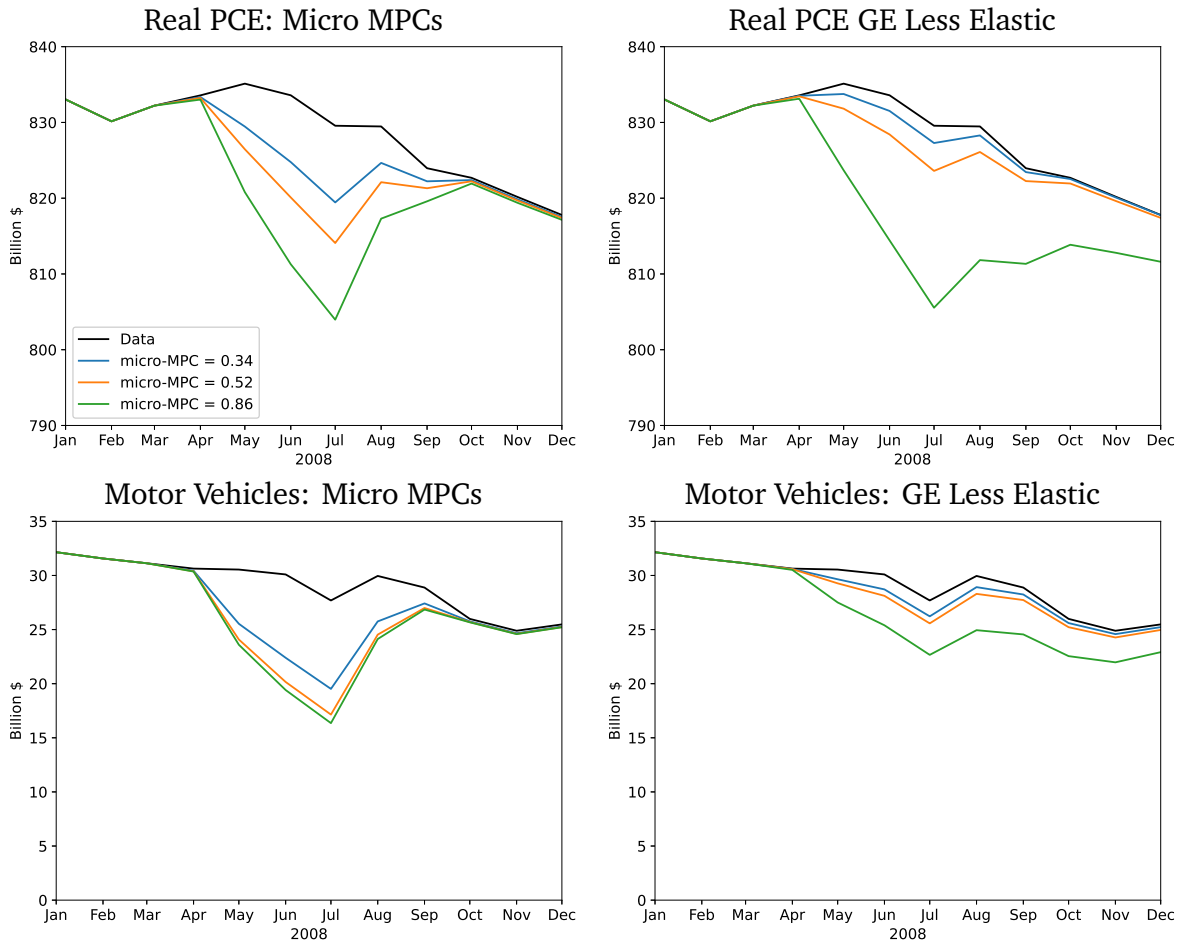 Real PCE: Micro MPCs
840
830
820
810
800
790
Billion $
Data
micro-MPC = 0.34
micro-MPC = 0.52
micro-MPC = 0.86
Jan Feb Mar Apr May Jun Jul Aug Sep Oct Nov Dec
2008
Real PCE GE Less Elastic
840
830
820
810
800
790
Billion $
Jan Feb Mar Apr May Jun Jul Aug Sep Oct Nov Dec
2008
Motor Vehicles: Micro MPCs
35
30
25
20
15
10
5
0
Billion $
Jan Feb Mar Apr May Jun Jul Aug Sep Oct Nov Dec
2008
Motor Vehicles: GE Less Elastic
35
30
25
20
15
10
5
0
Billion $
Jan Feb Mar Apr May Jun Jul Aug Sep Oct Nov Dec
2008